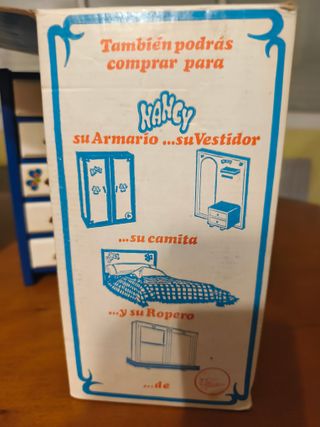 También podrás
comprar para
NANCY
su Armario ...su Vestidor
...su camita
...y su Ropero
...de